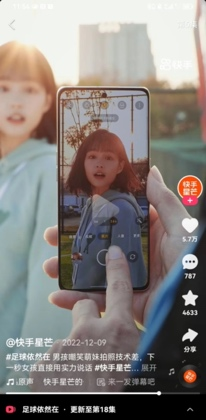 快手
快手
星芒
5.7万
787
4633
分享
@快手星芒 2022-12-09
#足球依然在 男孩嘲笑萌妹拍照技术差，下
一秒女孩直接用实力说话 #快手星芒... 展开
原声 快手星芒的 来一发弹幕吧
足球依然在 · 更新至第18集